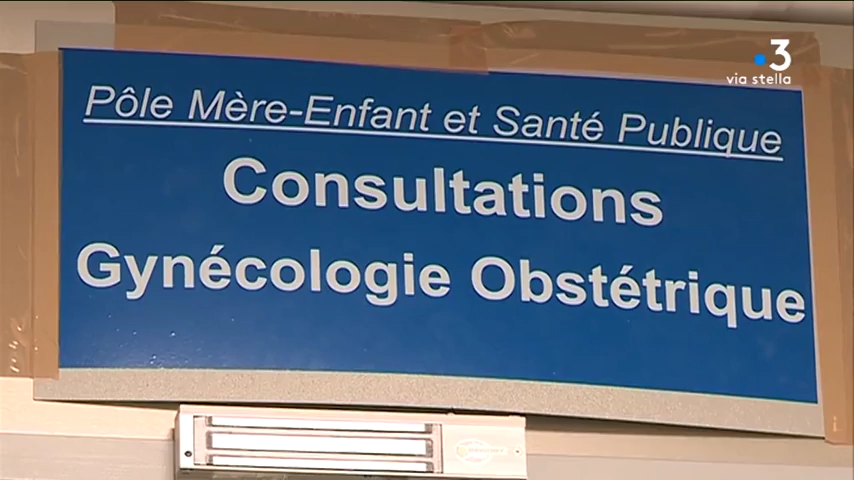 3
via stella
Pôle Mère-Enfant et Santé Publique
Consultations
Gynécologie Obstétrique